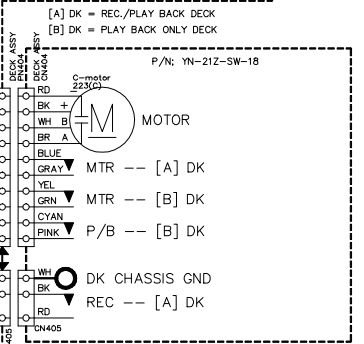 [A] DK = REC./PLAY BACK DECK
[B] DK = PLAY BACK ONLY DECK
DECK ASSY
CN404
DECK ASSY
CN404
P/N; YN-21Z-SW-18
C-motor
223(C)
RD −
BK +
WH B
BR A
M
MOTOR
BLUE
GRAY MTR -- [A] DK
YEL
GRN MTR -- [B] DK
CYAN
PINK P/B -- [B] DK
WH DK CHASSIS GND
BK
REC -- [A] DK
RD
405
CN405